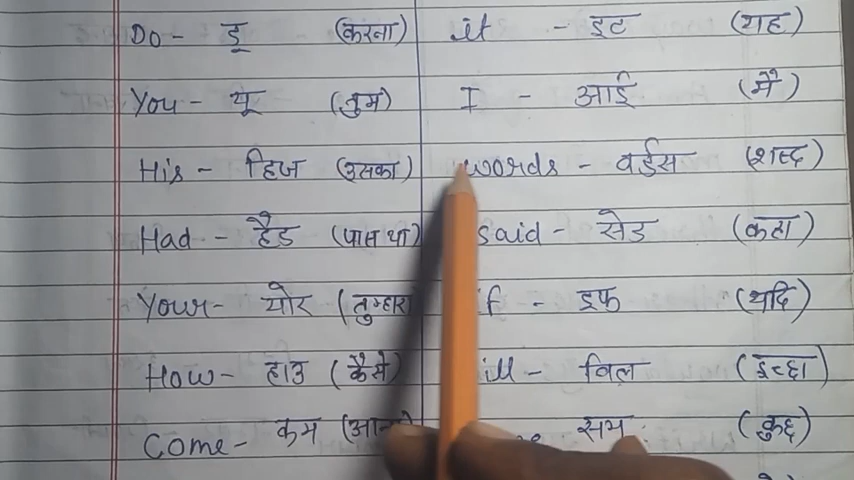 Do - डू (करना) it - इट (यह)
You - यू (तुम) I - आई (मैं)
His - हिज (उसका) words - वर्ड्स (शब्द)
Had - हैड (पास था) said - सेड (कहा)
Your - योर (तुम्हारा if - इफ (यदि)
How - हाउ (कैसे) ill - विल (इच्छा)
Come - कम सम (कुछ)